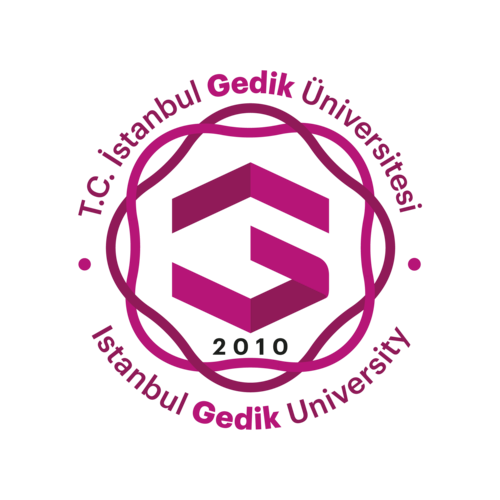 T.C. İstanbul Gedik Üniversitesi
2010
Istanbul Gedik University